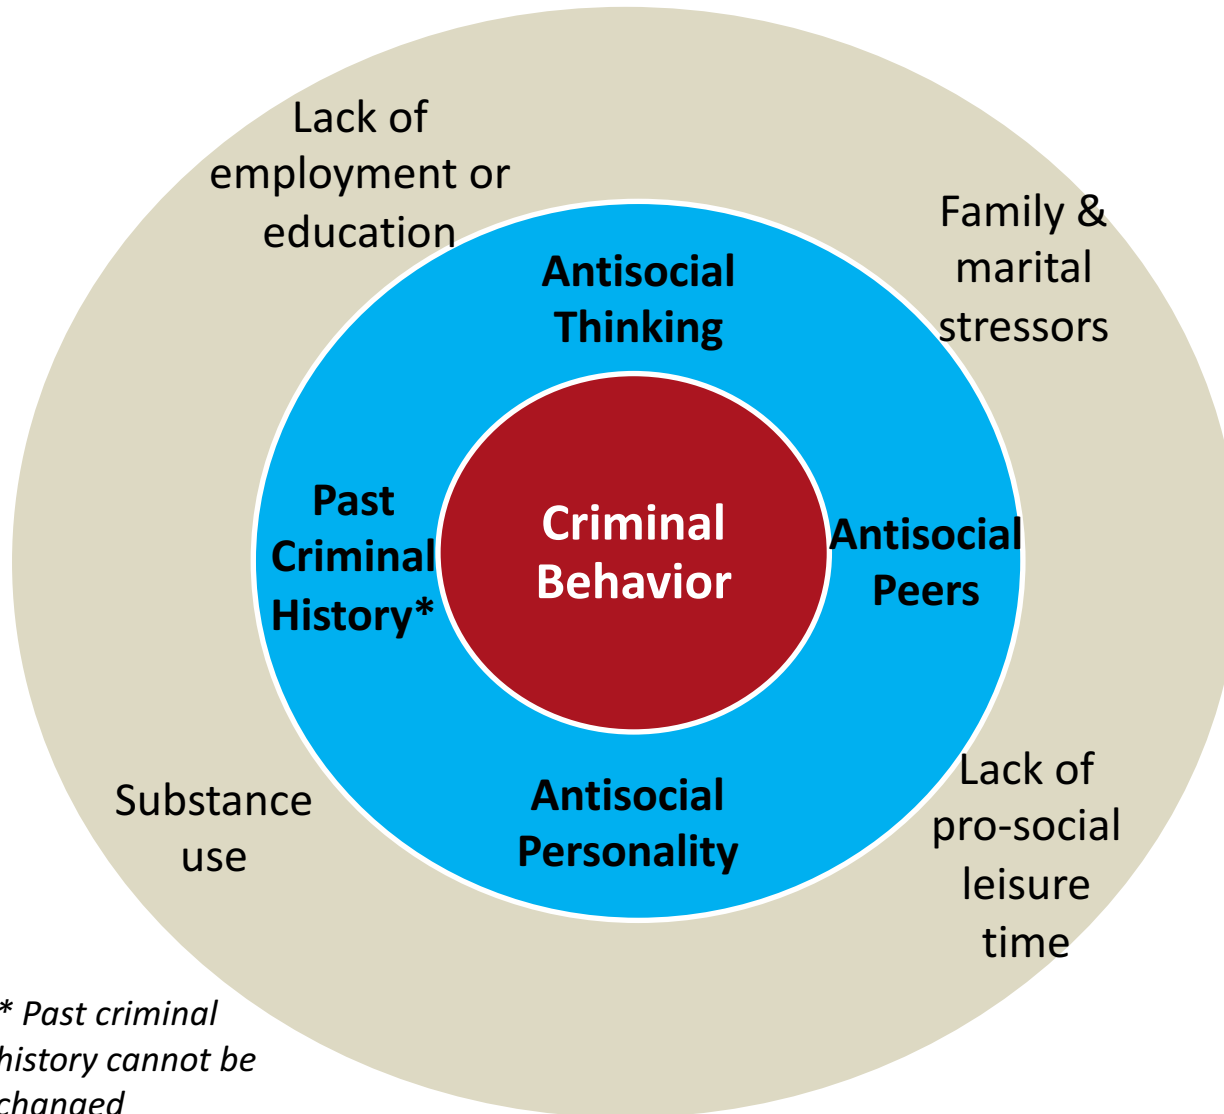 Lack of
employment or
education
Family &
marital
stressors
Antisocial
Thinking
Past
Criminal
History*
Criminal
Behavior
Antisocial
Peers
Substance
use
Antisocial
Personality
Lack of
pro-social
leisure
time
* Past criminal
history cannot be
changed